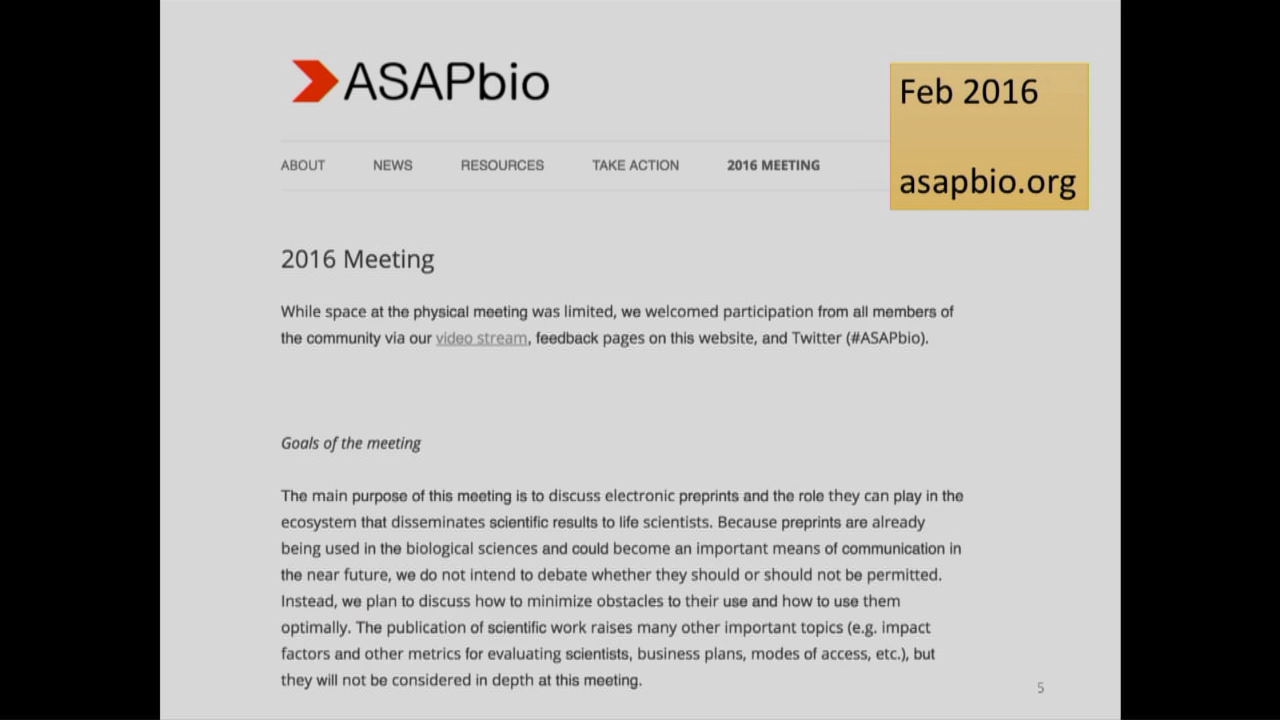 ASAPbio
Feb 2016
asapbio.org
ABOUT NEWS RESOURCES TAKE ACTION 2016 MEETING
2016 Meeting
While space at the physical meeting was limited, we welcomed participation from all members of
the community via our video stream, feedback pages on this website, and Twitter (#ASAPbio).
Goals of the meeting
The main purpose of this meeting is to discuss electronic preprints and the role they can play in the
ecosystem that disseminates scientific results to life scientists. Because preprints are already
being used in the biological sciences and could become an important means of communication in
the near future, we do not intend to debate whether they should or should not be permitted.
Instead, we plan to discuss how to minimize obstacles to their use and how to use them
optimally. The publication of scientific work raises many other important topics (e.g. impact
factors and other metrics for evaluating scientists, business plans, modes of access, etc.), but
they will not be considered in depth at this meeting.
5